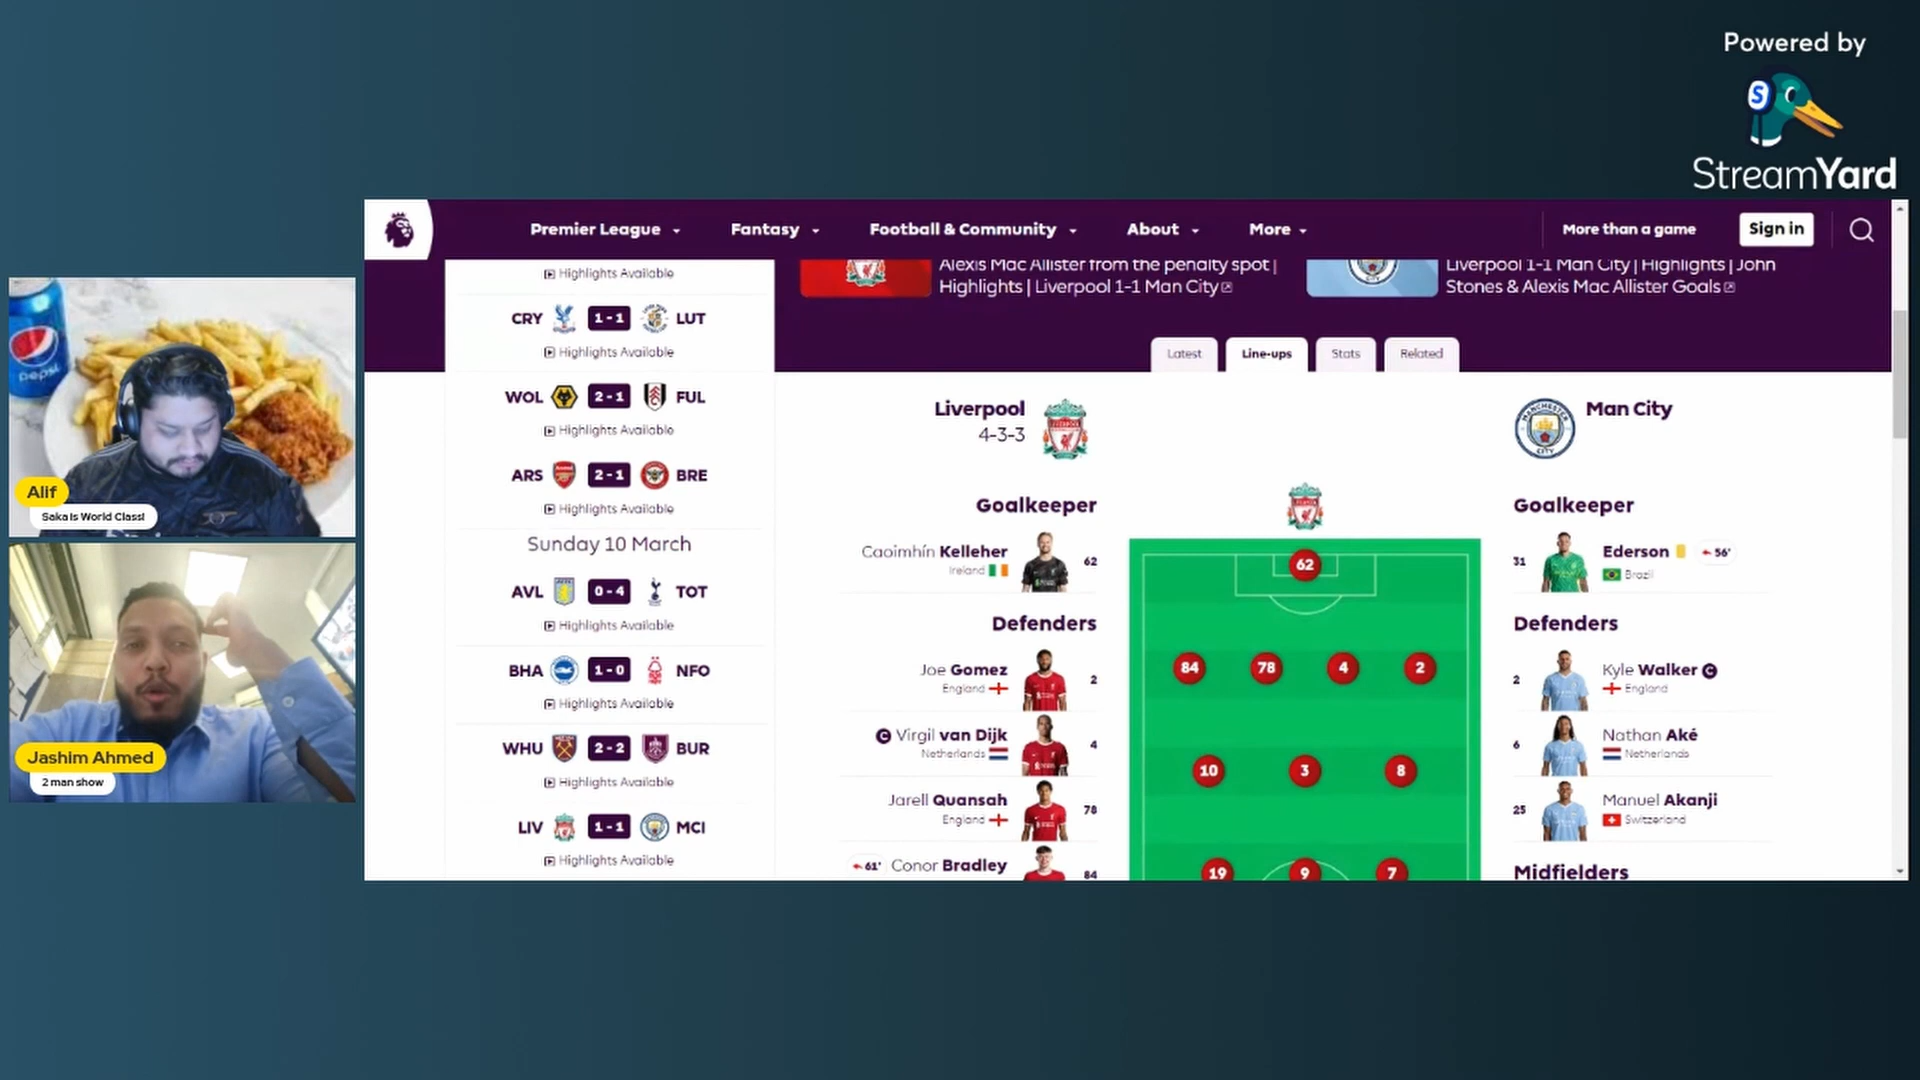 Powered by
StreamYard
Premier League
Fantasy
Football & Community
About
More
More than a game
Sign in
Highlights Available
CRY 1 - 1 LUT
Highlights Available
WOL 2 - 1 FUL
Highlights Available
ARS 2 - 1 BRE
Highlights Available
Sunday 10 March
AVL 0 - 4 TOT
Highlights Available
BHA 1 - 0 NFO
Highlights Available
WHU 2 - 2 BUR
Highlights Available
LIV 1 - 1 MCI
Highlights Available
Alexis Mac Allister from the penalty spot |
Highlights | Liverpool 1-1 Man City
Liverpool 1-1 Man City | Highlights | John
Stones & Alexis Mac Allister Goals
Latest
Line-ups
Stats
Related
Liverpool
4-3-3
Goalkeeper
Caoimhín Kelleher 62
Ireland
Defenders
Joe Gomez 2
England
C Virgil van Dijk 4
Netherlands
Jarell Quansah 78
England
61' Conor Bradley 84
62
84 78 4 2
10 3 8
19 9 7
Man City
Goalkeeper
31 Ederson 56'
Brazil
Defenders
2 Kyle Walker C
England
6 Nathan Aké
Netherlands
25 Manuel Akanji
Switzerland
Midfielders
pepsi
Alif
Saka is World Class!
Jashim Ahmed
2 man show